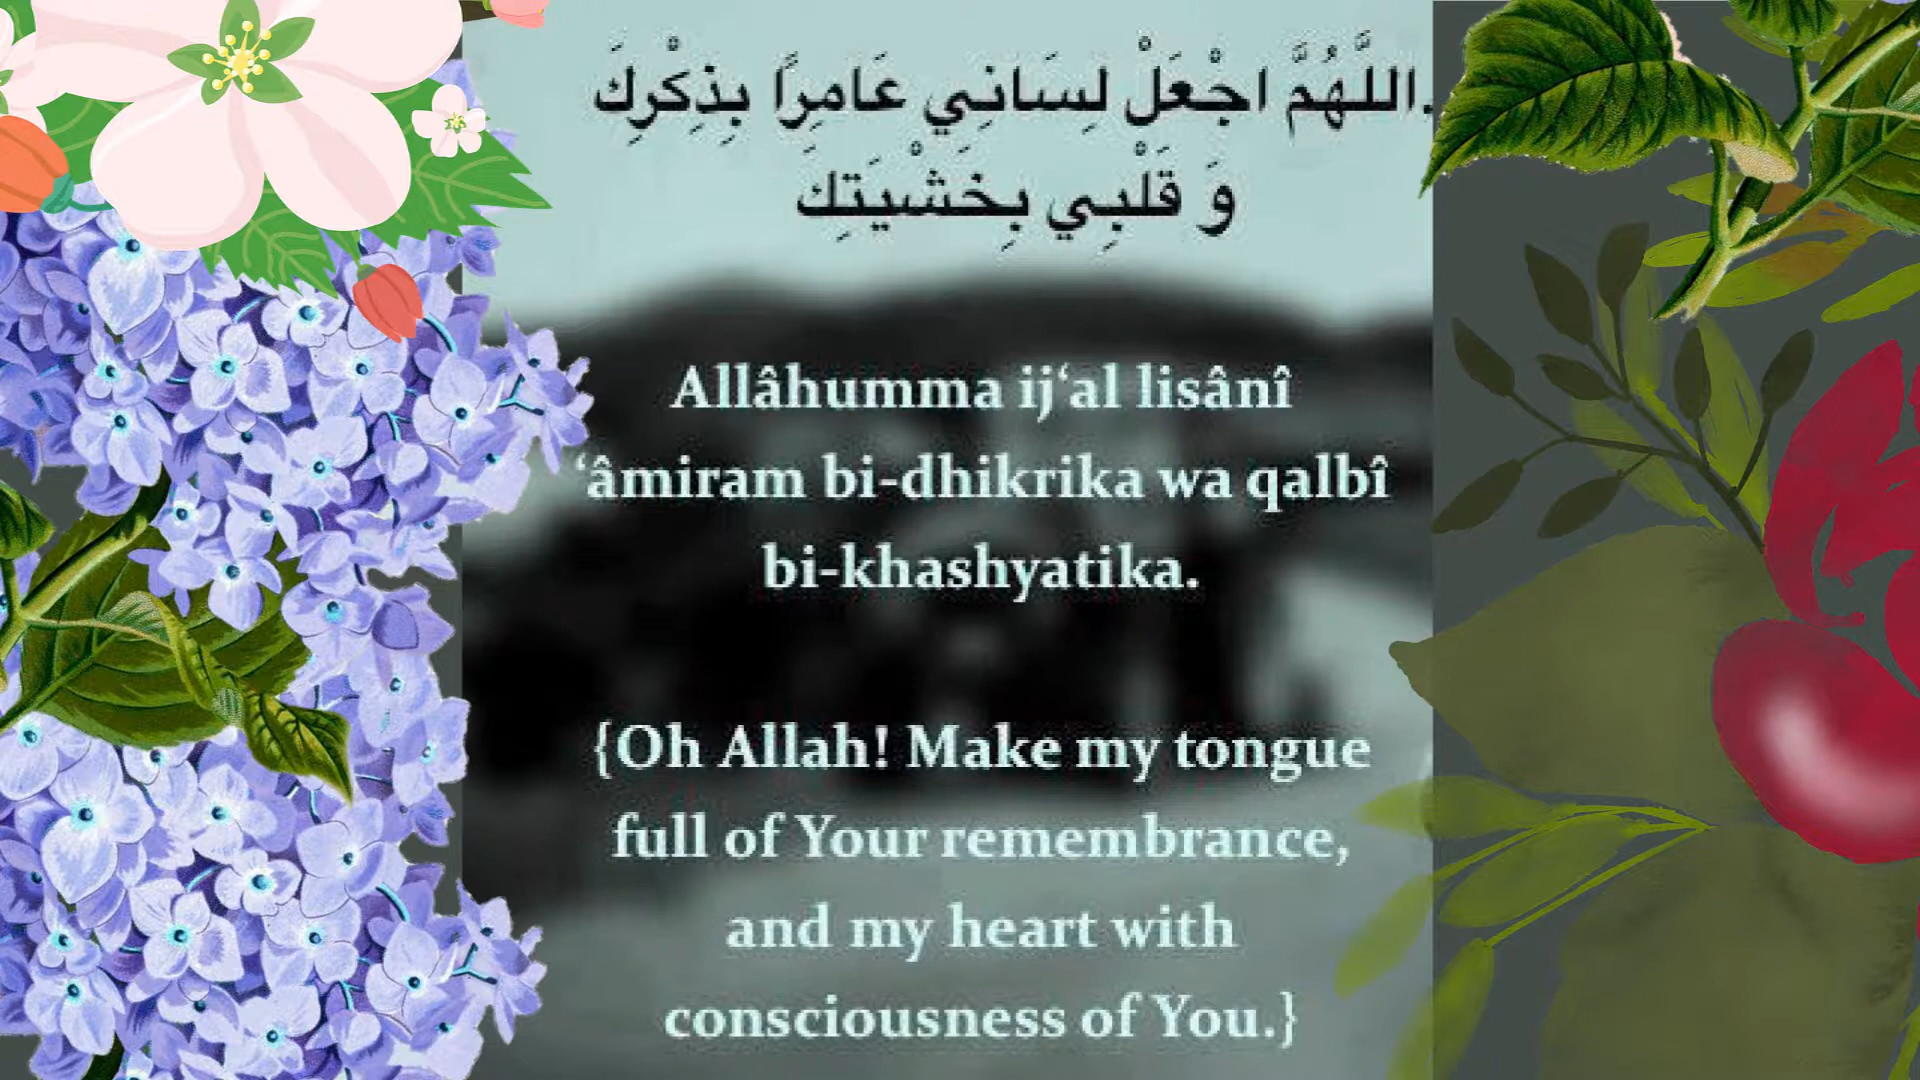 .اللَّهُمَّ اجْعَلْ لِسَانِي عَامِرًا بِذِكْرِكَ
وَ قَلْبِي بِخَشْيَتِكَ
Allâhumma ij‘al lisânî
‘âmiram bi-dhikrika wa qalbî
bi-khashyatika.
{Oh Allah! Make my tongue
full of Your remembrance,
and my heart with
consciousness of You.}